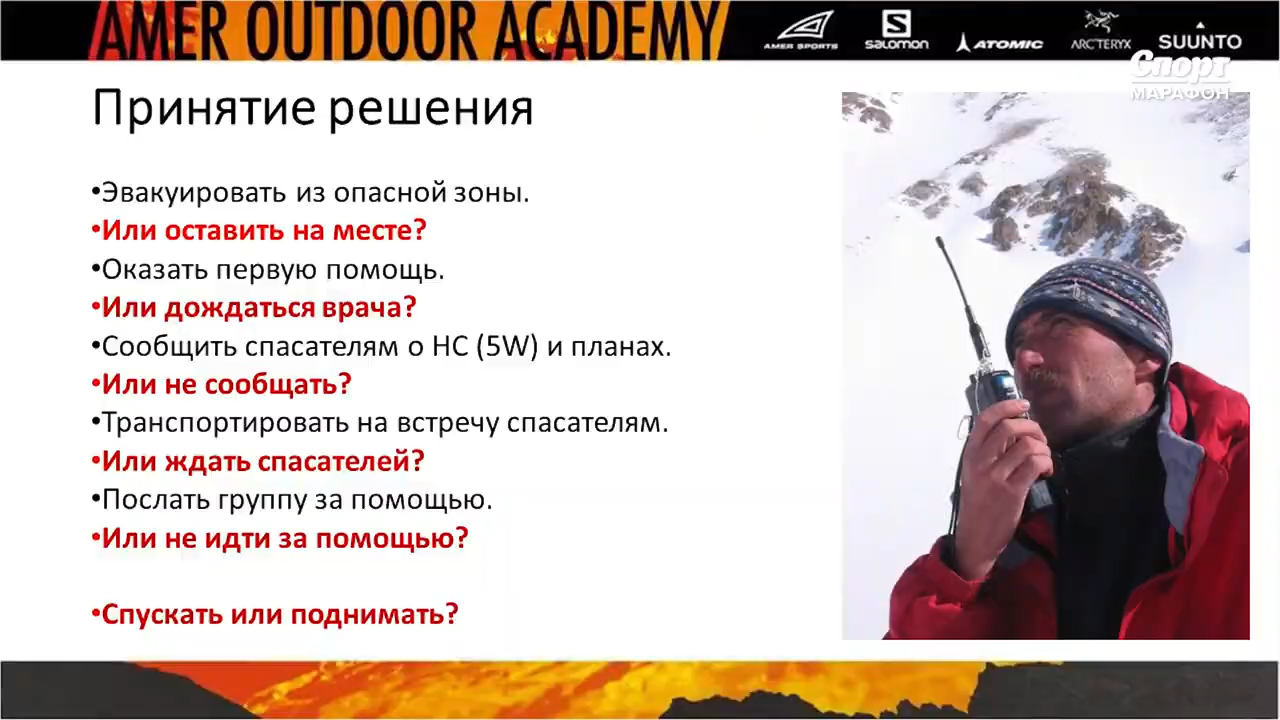 AMER OUTDOOR ACADEMY
AMER SPORTS
SALOMON
ATOMIC
ARC'TERYX
SUUNTO
Спорт
МАРАФОН
Принятие решения
•Эвакуировать из опасной зоны.
•Или оставить на месте?
•Оказать первую помощь.
•Или дождаться врача?
•Сообщить спасателям о НС (5W) и планах.
•Или не сообщать?
•Транспортировать на встречу спасателям.
•Или ждать спасателей?
•Послать группу за помощью.
•Или не идти за помощью?
•Спускать или поднимать?